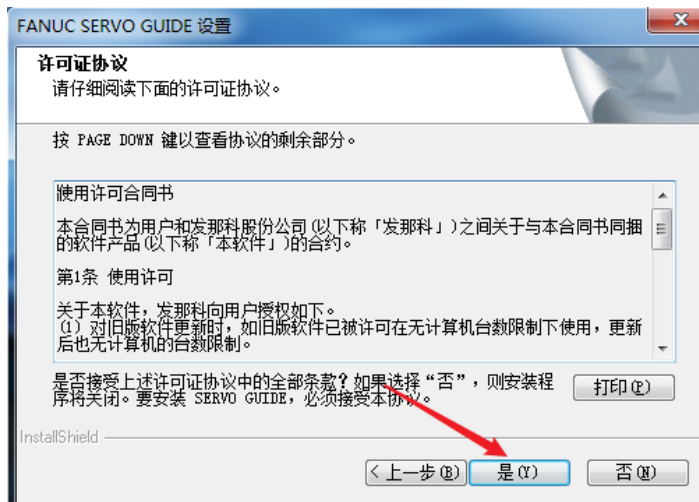 FANUC SERVO GUIDE 设置
许可证协议
请仔细阅读下面的许可证协议。
按 PAGE DOWN 键以查看协议的剩余部分。
使用许可合同书
本合同书为用户和发那科股份公司(以下称「发那科」)之间关于与本合同书同捆
的软件产品(以下称「本软件」)的合约。
第1条 使用许可
关于本软件，发那科向用户授权如下。
(1) 对旧版软件更新时，如旧版软件已被许可在无计算机台数限制下使用，更新
后也无计算机的台数限制。
是否接受上述许可证协议中的全部条款？如果选择“否”，则安装程
序将关闭。要安装 SERVO GUIDE，必须接受本协议。
打印(P)
InstallShield
< 上一步(B) 是(Y) 否(N)